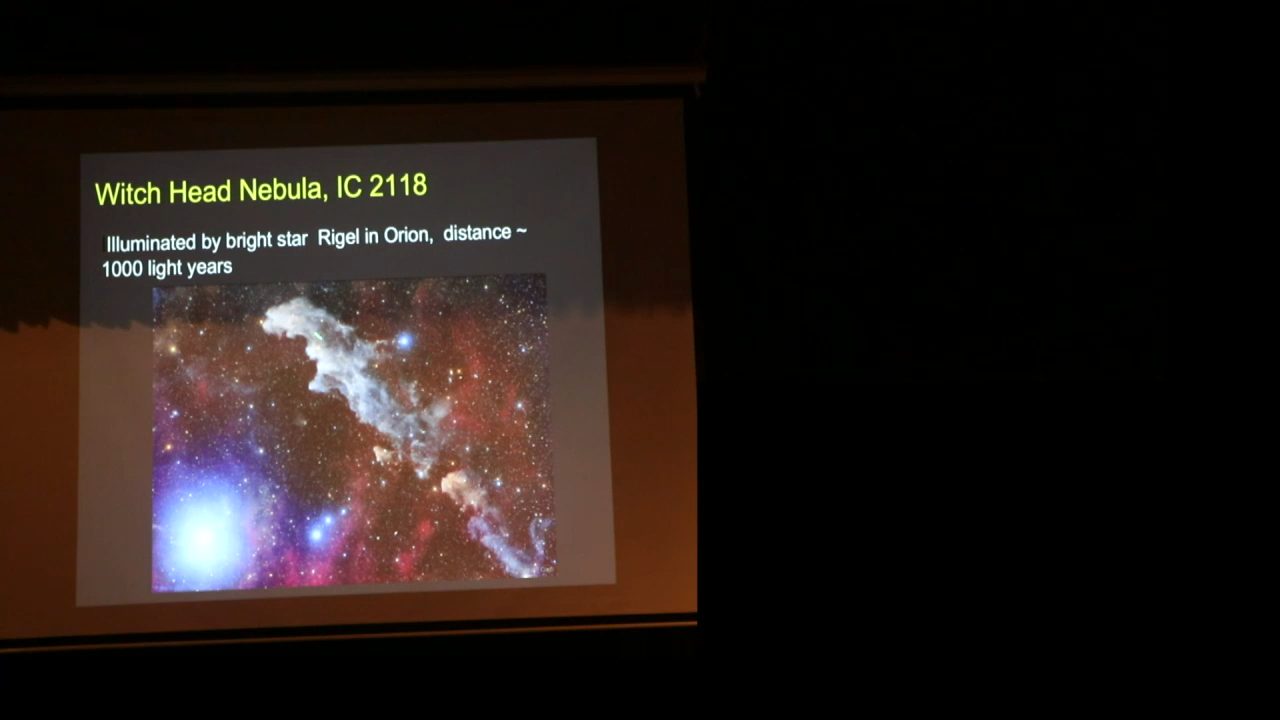 Witch Head Nebula, IC 2118
Illuminated by bright star Rigel in Orion, distance ~
1000 light years